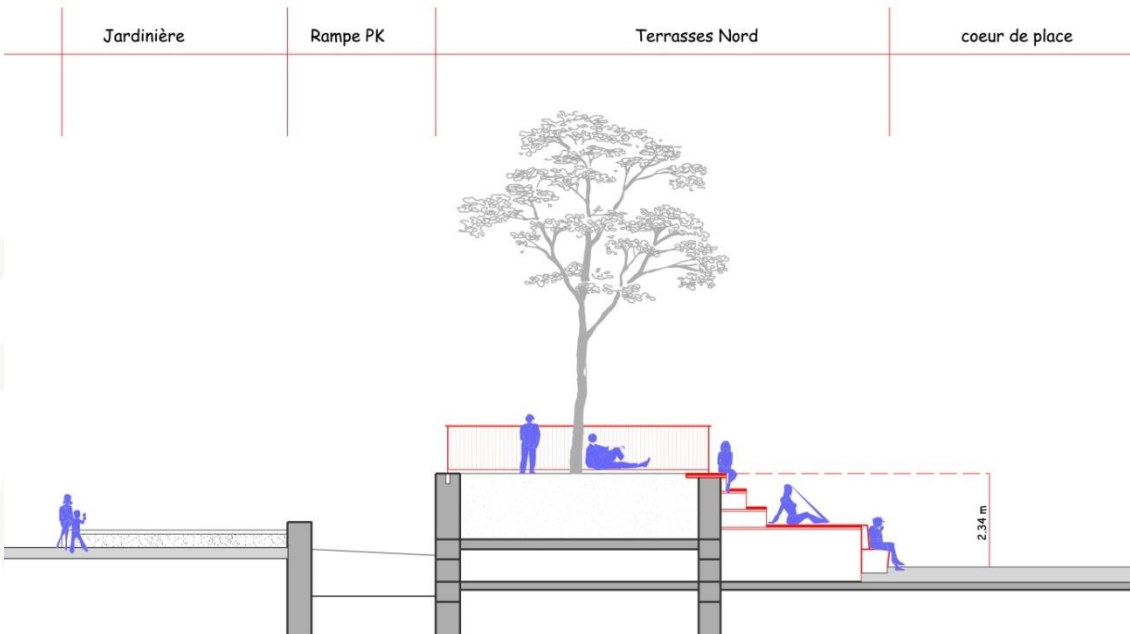 Jardinière
Rampe PK
Terrasses Nord
coeur de place
2.34 m